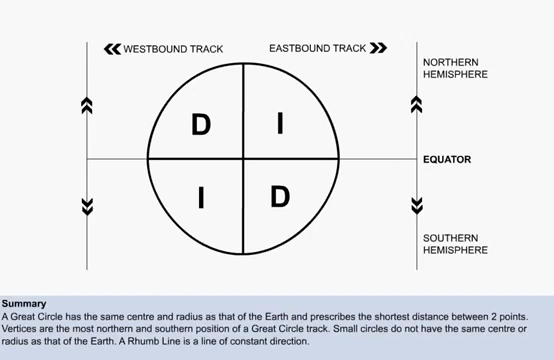 WESTBOUND TRACK
EASTBOUND TRACK
NORTHERN
HEMISPHERE
D
I
EQUATOR
I
D
SOUTHERN
HEMISPHERE
Summary
A Great Circle has the same centre and radius as that of the Earth and prescribes the shortest distance between 2 points.
Vertices are the most northern and southern position of a Great Circle track. Small circles do not have the same centre or
radius as that of the Earth. A Rhumb Line is a line of constant direction.